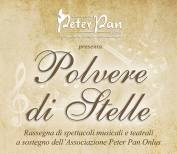 Peter Pan
presenta
Polvere
di Stelle
Rassegna di spettacoli musicali e teatrali
a sostegno dell'Associazione Peter Pan Onlus